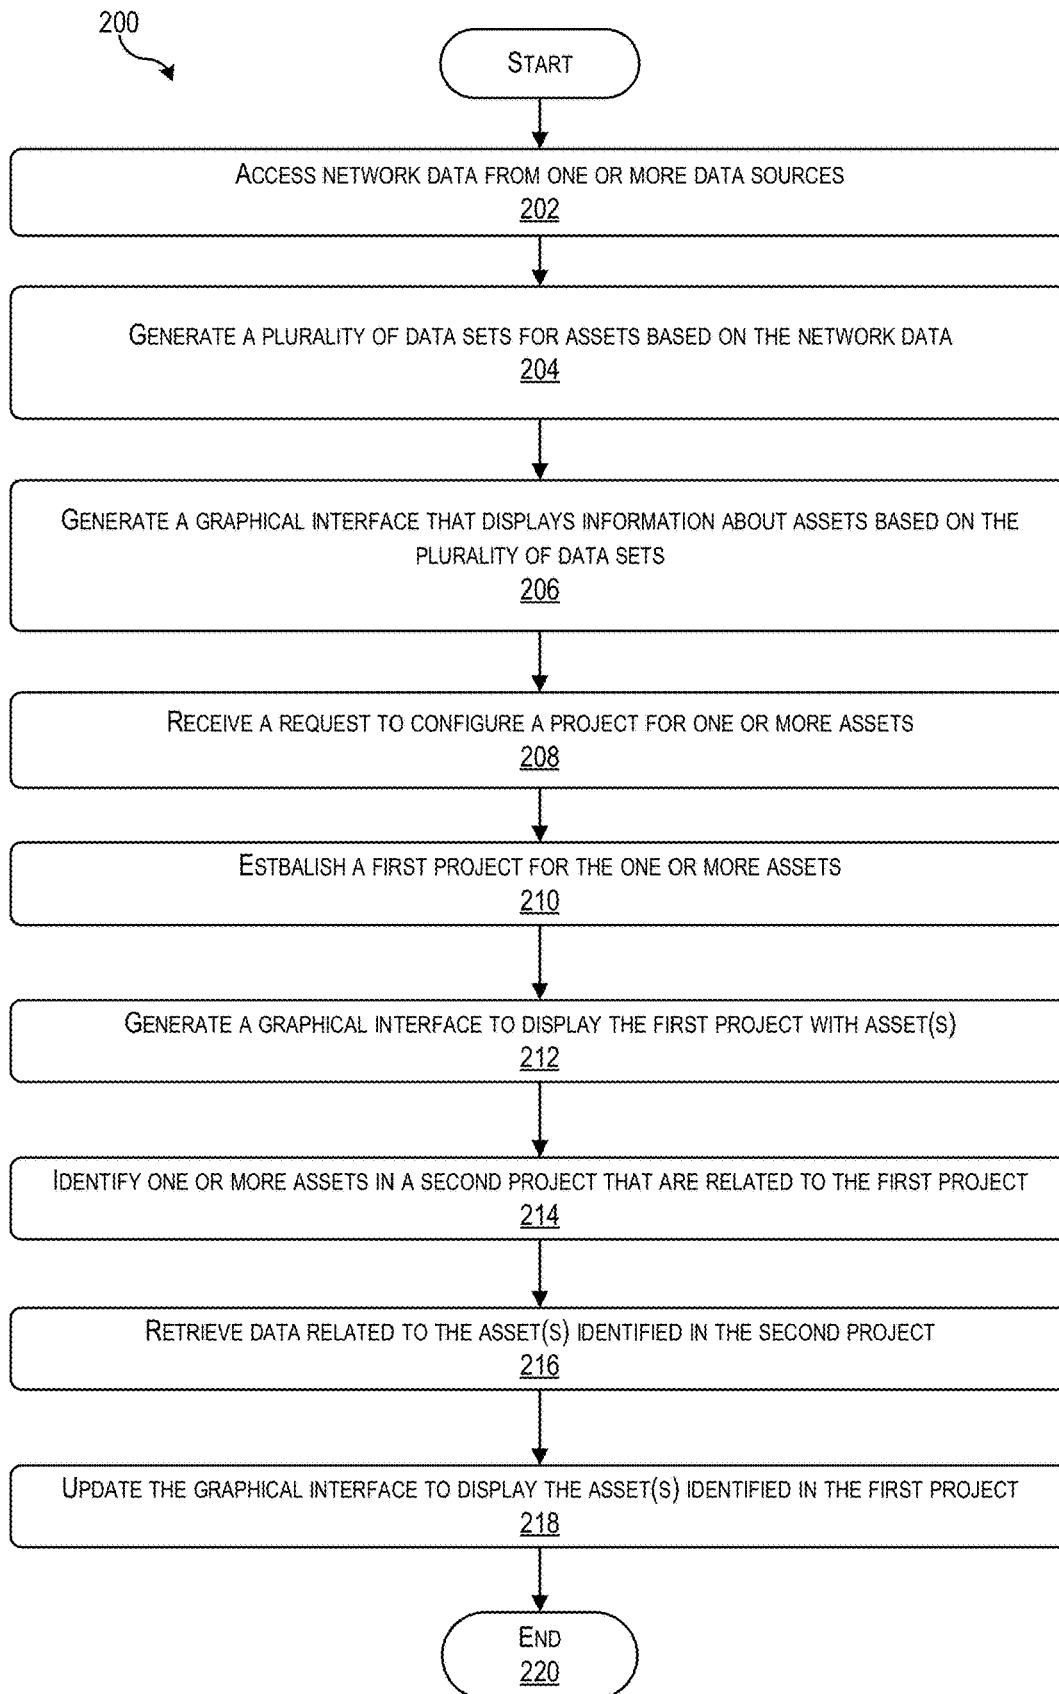 200
START
ACCESS NETWORK DATA FROM ONE OR MORE DATA SOURCES
202
GENERATE A PLURALITY OF DATA SETS FOR ASSETS BASED ON THE NETWORK DATA
204
GENERATE A GRAPHICAL INTERFACE THAT DISPLAYS INFORMATION ABOUT ASSETS BASED ON THE
PLURALITY OF DATA SETS
206
RECEIVE A REQUEST TO CONFIGURE A PROJECT FOR ONE OR MORE ASSETS
208
ESTBALISH A FIRST PROJECT FOR THE ONE OR MORE ASSETS
210
GENERATE A GRAPHICAL INTERFACE TO DISPLAY THE FIRST PROJECT WITH ASSET(S)
212
IDENTIFY ONE OR MORE ASSETS IN A SECOND PROJECT THAT ARE RELATED TO THE FIRST PROJECT
214
RETRIEVE DATA RELATED TO THE ASSET(S) IDENTIFIED IN THE SECOND PROJECT
216
UPDATE THE GRAPHICAL INTERFACE TO DISPLAY THE ASSET(S) IDENTIFIED IN THE FIRST PROJECT
218
END
220